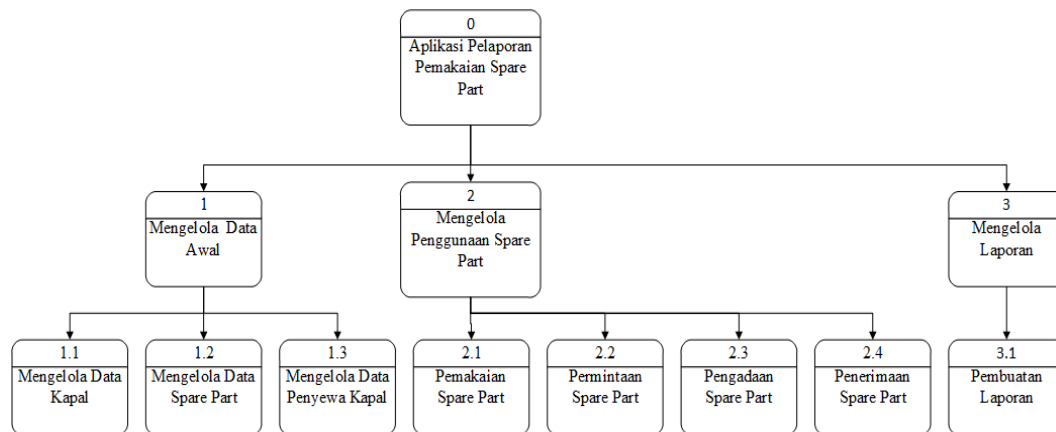 0
Aplikasi Pelaporan
Pemakaian Spare
Part
1
Mengelola Data
Awal
2
Mengelola
Penggunaan Spare
Part
3
Mengelola
Laporan
1.1
Mengelola Data
Kapal
1.2
Mengelola Data
Spare Part
1.3
Mengelola Data
Penyewa Kapal
2.1
Pemakaian
Spare Part
2.2
Permintaan
Spare Part
2.3
Pengadaan
Spare Part
2.4
Penerimaan
Spare Part
3.1
Pembuatan
Laporan